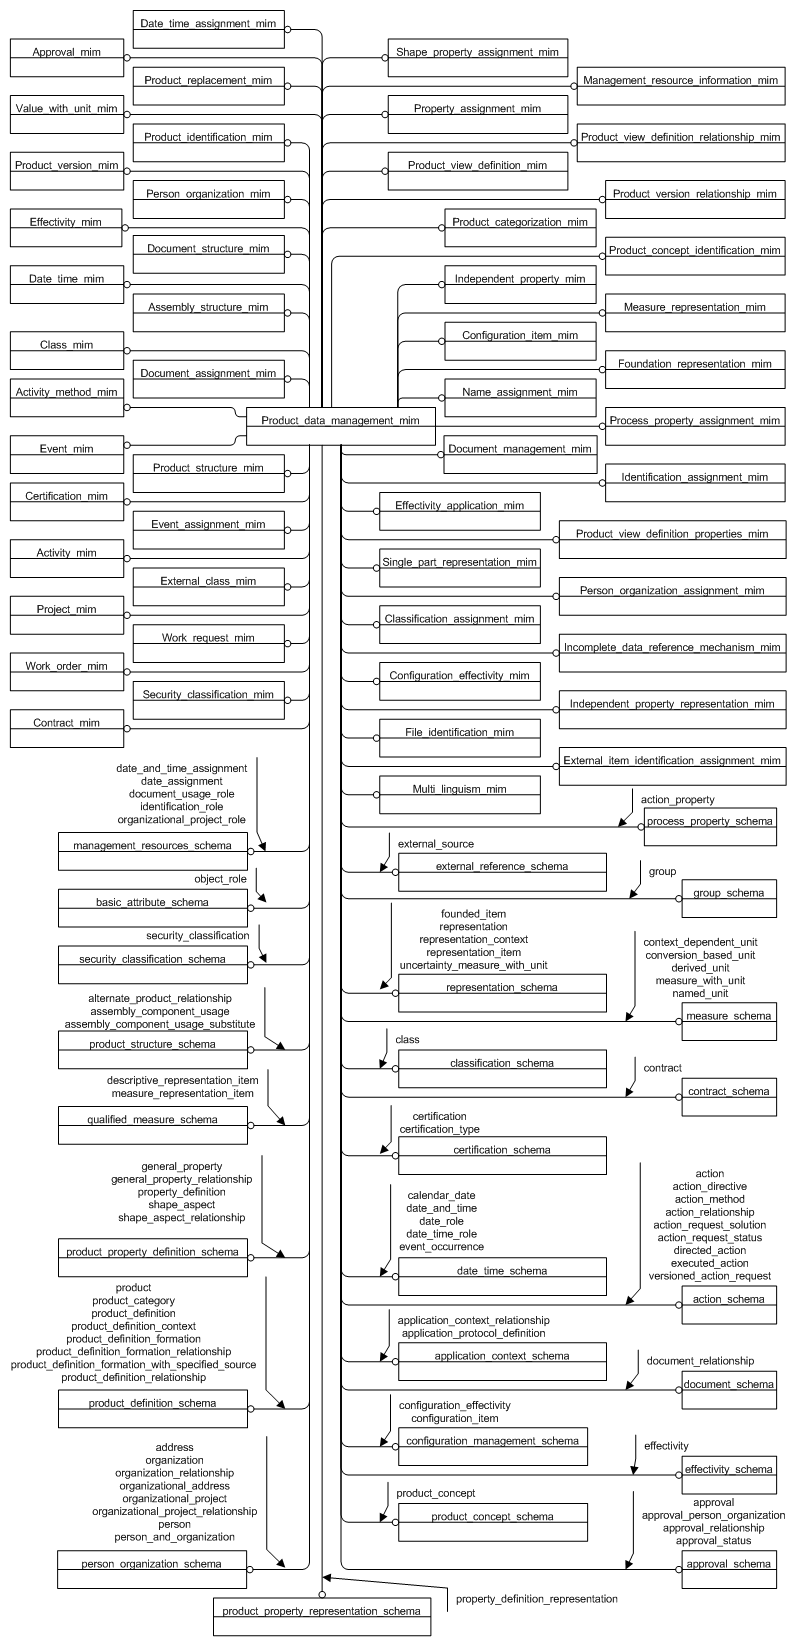 Date_time_assignment_mim
Approval_mim
Shape_property_assignment_mim
Product_replacement_mim
Management_resource_information_mim
Value_with_unit_mim
Property_assignment_mim
Product_identification_mim
Product_view_definition_relationship_mim
Product_version_mim
Product_view_definition_mim
Person_organization_mim
Product_version_relationship_mim
Effectivity_mim
Product_categorization_mim
Document_structure_mim
Product_concept_identification_mim
Date_time_mim
Independent_property_mim
Assembly_structure_mim
Measure_representation_mim
Class_mim
Configuration_item_mim
Document_assignment_mim
Foundation_representation_mim
Activity_method_mim
Name_assignment_mim
Product_data_management_mim
Process_property_assignment_mim
Event_mim
Document_management_mim
Product_structure_mim
Identification_assignment_mim
Certification_mim
Effectivity_application_mim
Event_assignment_mim
Product_view_definition_properties_mim
Activity_mim
Single_part_representation_mim
External_class_mim
Person_organization_assignment_mim
Project_mim
Classification_assignment_mim
Work_request_mim
Incomplete_data_reference_mechanism_mim
Work_order_mim
Configuration_effectivity_mim
Security_classification_mim
Independent_property_representation_mim
Contract_mim
File_identification_mim
External_item_identification_assignment_mim
Multi_linguism_mim
date_and_time_assignment
date_assignment
document_usage_role
identification_role
organizational_project_role
management_resources_schema
action_property
process_property_schema
external_source
external_reference_schema
object_role
basic_attribute_schema
group
group_schema
security_classification
security_classification_schema
founded_item
representation
representation_context
representation_item
uncertainty_measure_with_unit
representation_schema
context_dependent_unit
conversion_based_unit
derived_unit
measure_with_unit
named_unit
measure_schema
alternate_product_relationship
assembly_component_usage
assembly_component_usage_substitute
product_structure_schema
class
classification_schema
descriptive_representation_item
measure_representation_item
qualified_measure_schema
contract
contract_schema
certification
certification_type
certification_schema
general_property
general_property_relationship
property_definition
shape_aspect
shape_aspect_relationship
product_property_definition_schema
calendar_date
date_and_time
date_role
date_time_role
event_occurrence
date_time_schema
action
action_directive
action_method
action_relationship
action_request_solution
action_request_status
directed_action
executed_action
versioned_action_request
action_schema
product
product_category
product_definition
product_definition_context
product_definition_formation
product_definition_formation_relationship
product_definition_formation_with_specified_source
product_definition_relationship
product_definition_schema
application_context_relationship
application_protocol_definition
application_context_schema
document_relationship
document_schema
configuration_effectivity
configuration_item
configuration_management_schema
effectivity
effectivity_schema
address
organization
organization_relationship
organizational_address
organizational_project
organizational_project_relationship
person
person_and_organization
person_organization_schema
product_concept
product_concept_schema
approval
approval_person_organization
approval_relationship
approval_status
approval_schema
property_definition_representation
product_property_representation_schema